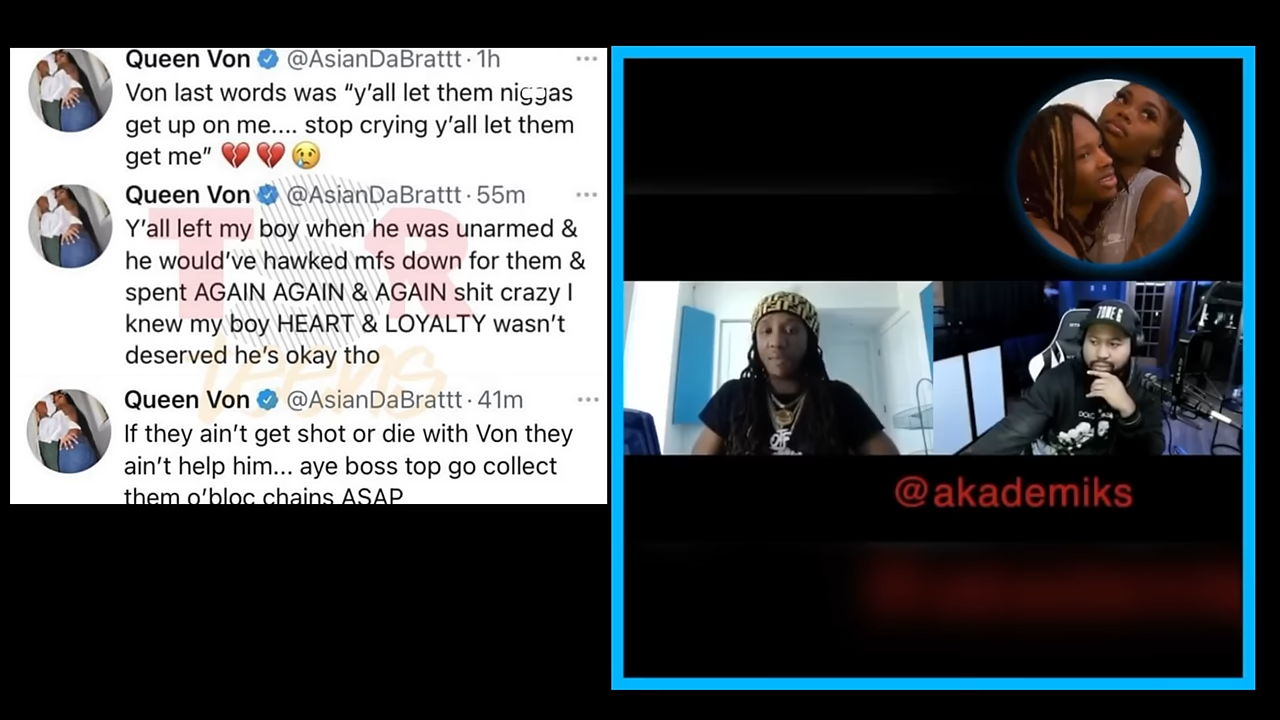 Queen Von @AsianDaBrattt · 1h
Von last words was “y’all let them niggas
get up on me.... stop crying y’all let them
get me” 💔 💔 😢
Queen Von @AsianDaBrattt · 55m
Y’all left my boy when he was unarmed &
he would’ve hawked mfs down for them &
spent AGAIN AGAIN & AGAIN shit crazy I
knew my boy HEART & LOYALTY wasn’t
deserved he’s okay tho
Queen Von @AsianDaBrattt · 41m
If they ain’t get shot or die with Von they
ain’t help him... aye boss top go collect
them o’bloc chains ASAP
TSR
Teens
ZONE 6
@akademiks